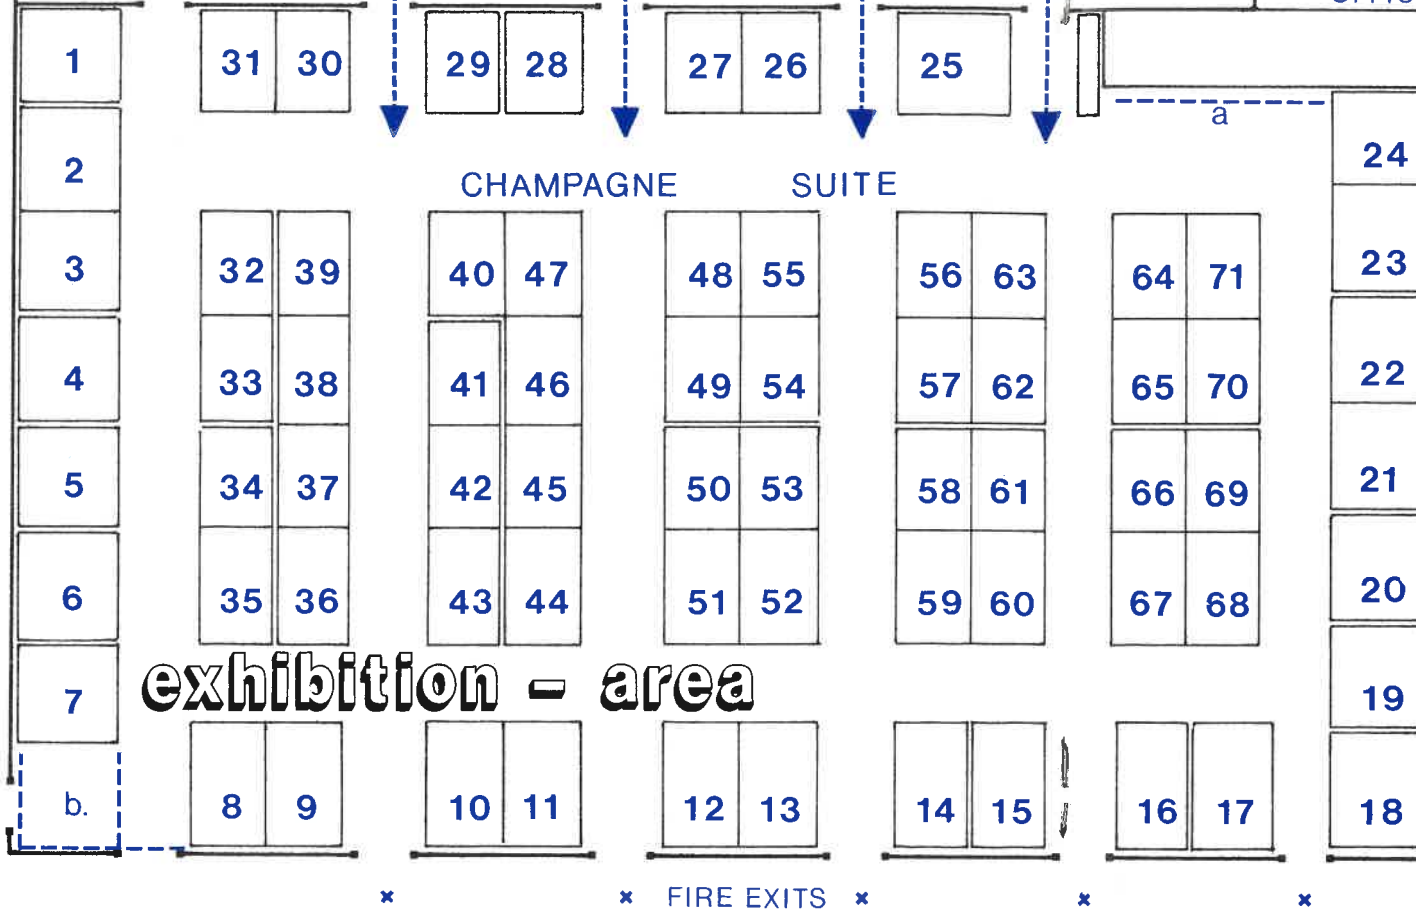 1 31 30 29 28 27 26 25
a
2 24
CHAMPAGNE SUITE
3 32 39 40 47 48 55 56 63 64 71 23
4 33 38 41 46 49 54 57 62 65 70 22
5 34 37 42 45 50 53 58 61 66 69 21
6 35 36 43 44 51 52 59 60 67 68 20
7 exhibition - area 19
b. 8 9 10 11 12 13 14 15 16 17 18
x x FIRE EXITS x x x